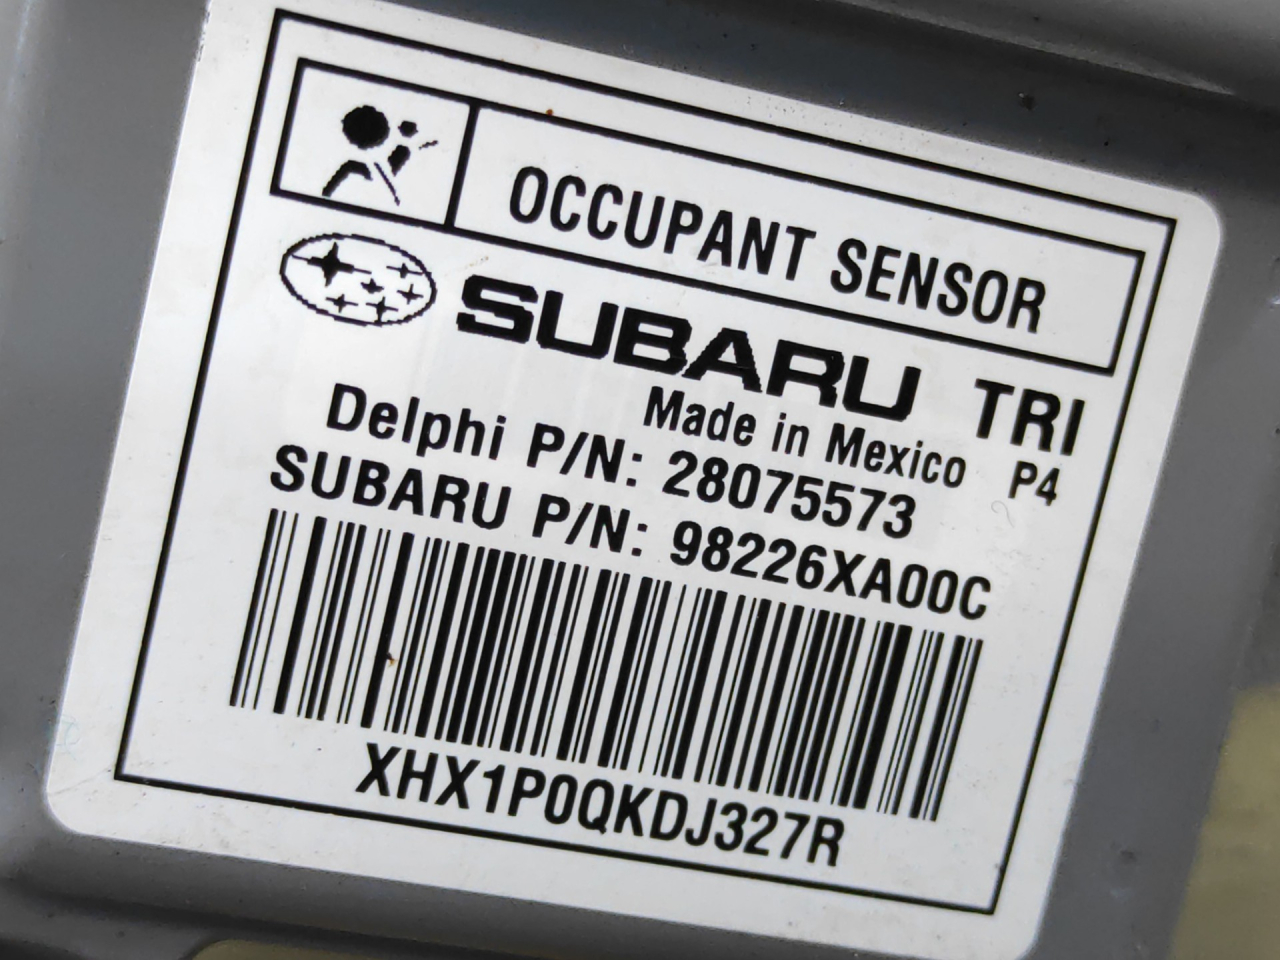 OCCUPANT SENSOR
SUBARU TRI
Made in Mexico P4
Delphi P/N: 28075573
SUBARU P/N: 98226XA00C
XHX1P0QKDJ327R